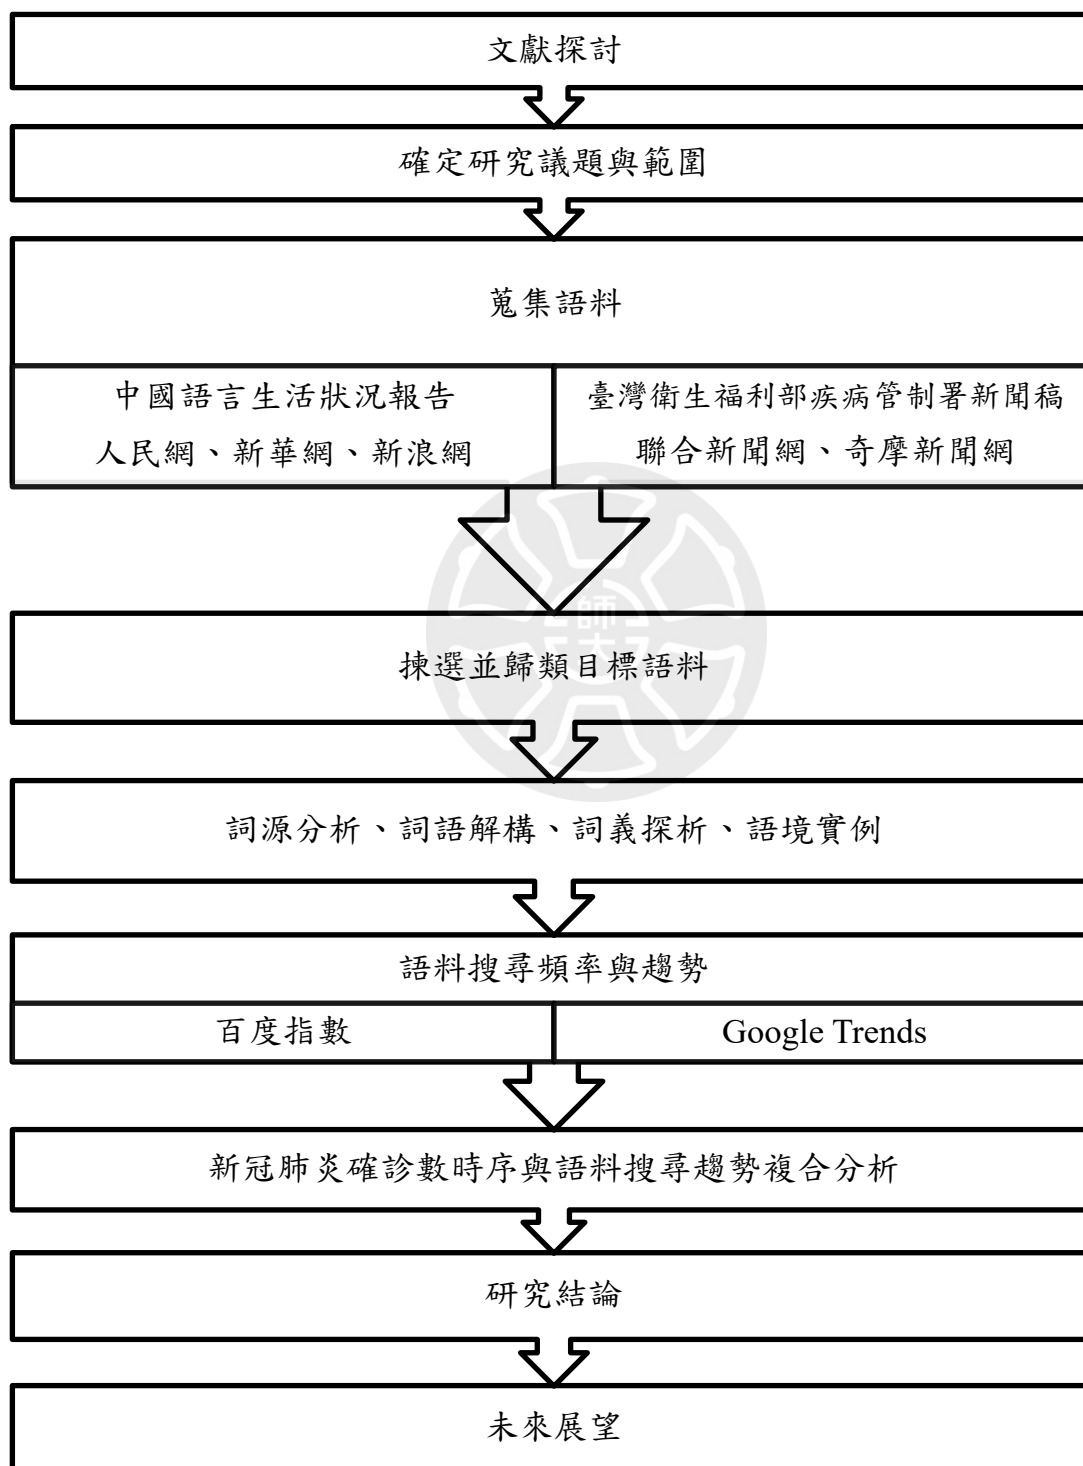 文獻探討
確定研究議題與範圍
蒐集語料
中國語言生活狀況報告
人民網、新華網、新浪網
臺灣衛生福利部疾病管制署新聞稿
聯合新聞網、奇摩新聞網
師大
揀選並歸類目標語料
詞源分析、詞語解構、詞義探析、語境實例
語料搜尋頻率與趨勢
百度指數
Google Trends
新冠肺炎確診數時序與語料搜尋趨勢複合分析
研究結論
未來展望